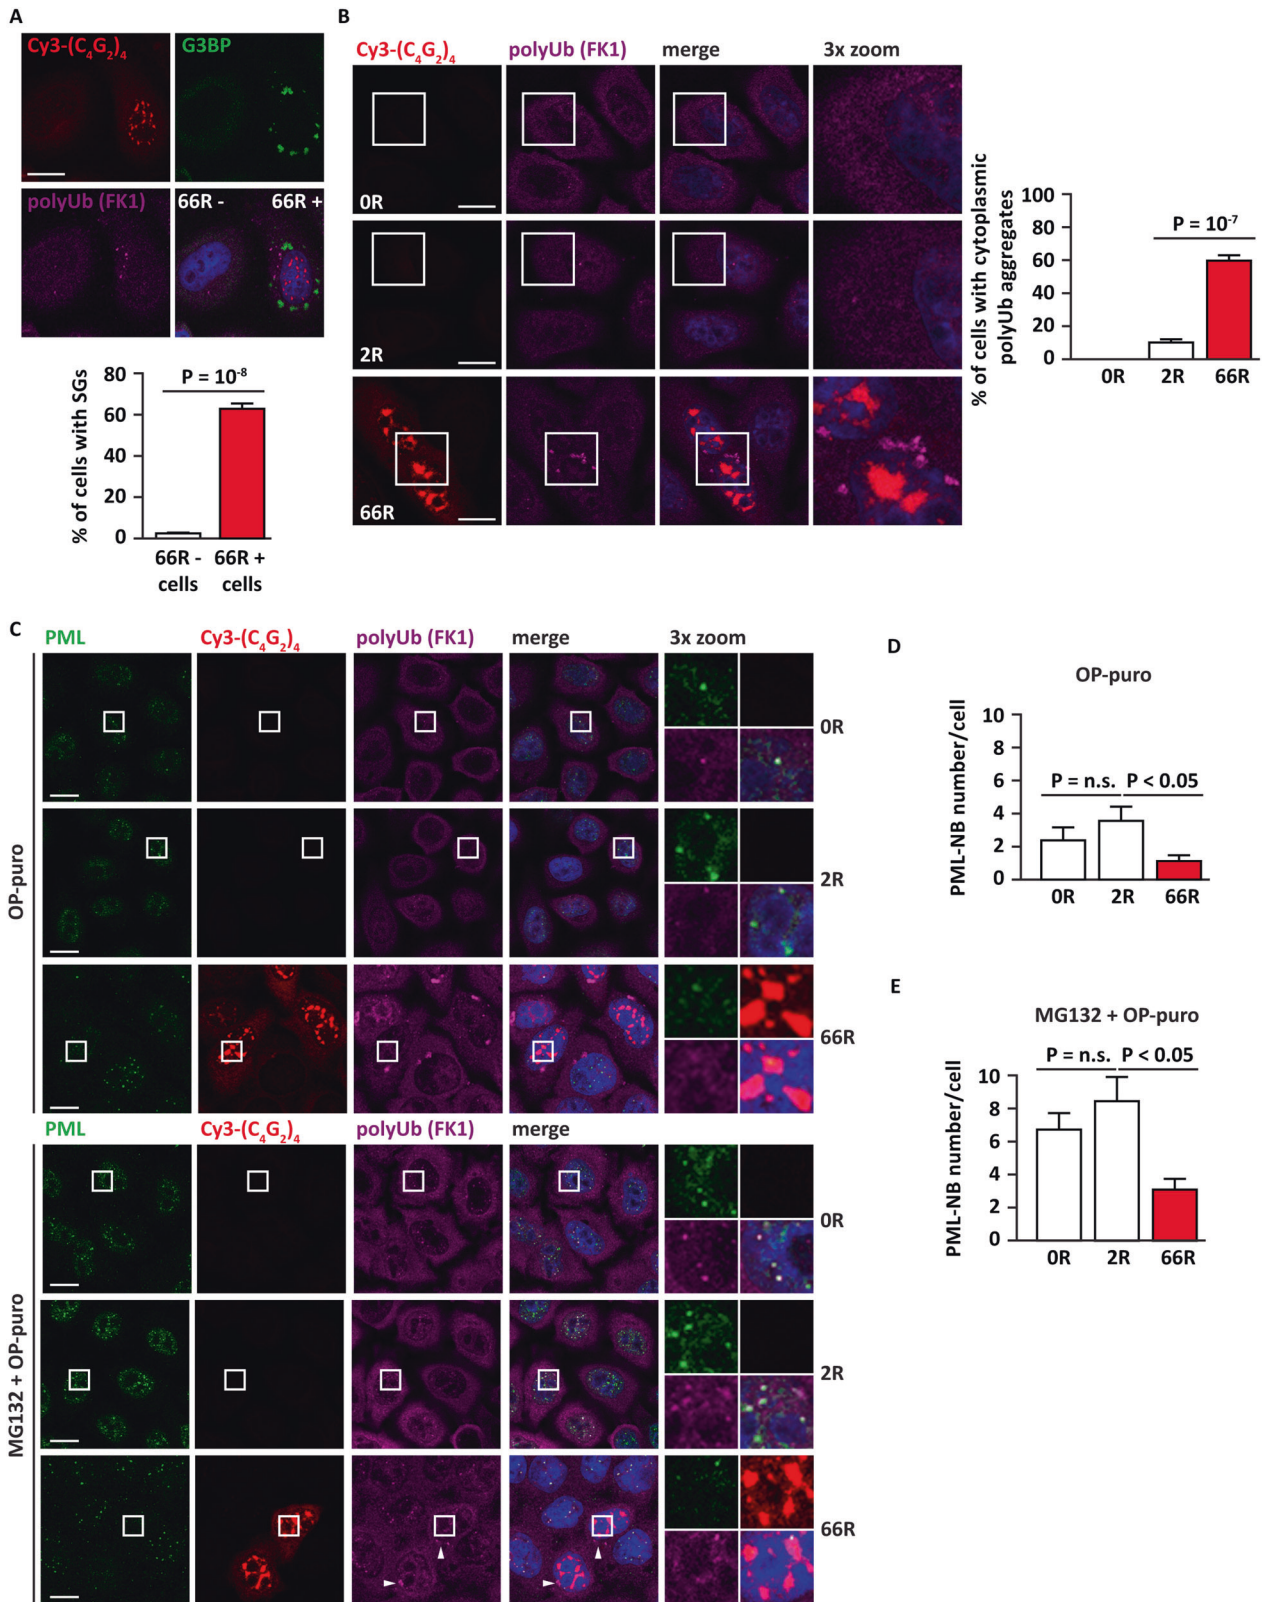 A
Cy3-(C4G2)4
G3BP
polyUb (FK1)
66R -
66R +
% of cells with SGs
80
60
40
20
0
P = 10-8
66R - cells
66R + cells
B
Cy3-(C4G2)4
polyUb (FK1)
merge
3x zoom
0R
2R
66R
% of cells with cytoplasmic
polyUb aggregates
100
80
60
40
20
0
P = 10-7
0R
2R
66R
C
PML
Cy3-(C4G2)4
polyUb (FK1)
merge
3x zoom
OP-puro
0R
2R
66R
PML
Cy3-(C4G2)4
polyUb (FK1)
merge
MG132 + OP-puro
0R
2R
66R
D
OP-puro
PML-NB number/cell
10
8
6
4
2
0
P = n.s.
P < 0.05
0R
2R
66R
E
MG132 + OP-puro
PML-NB number/cell
10
8
6
4
2
0
P = n.s.
P < 0.05
0R
2R
66R